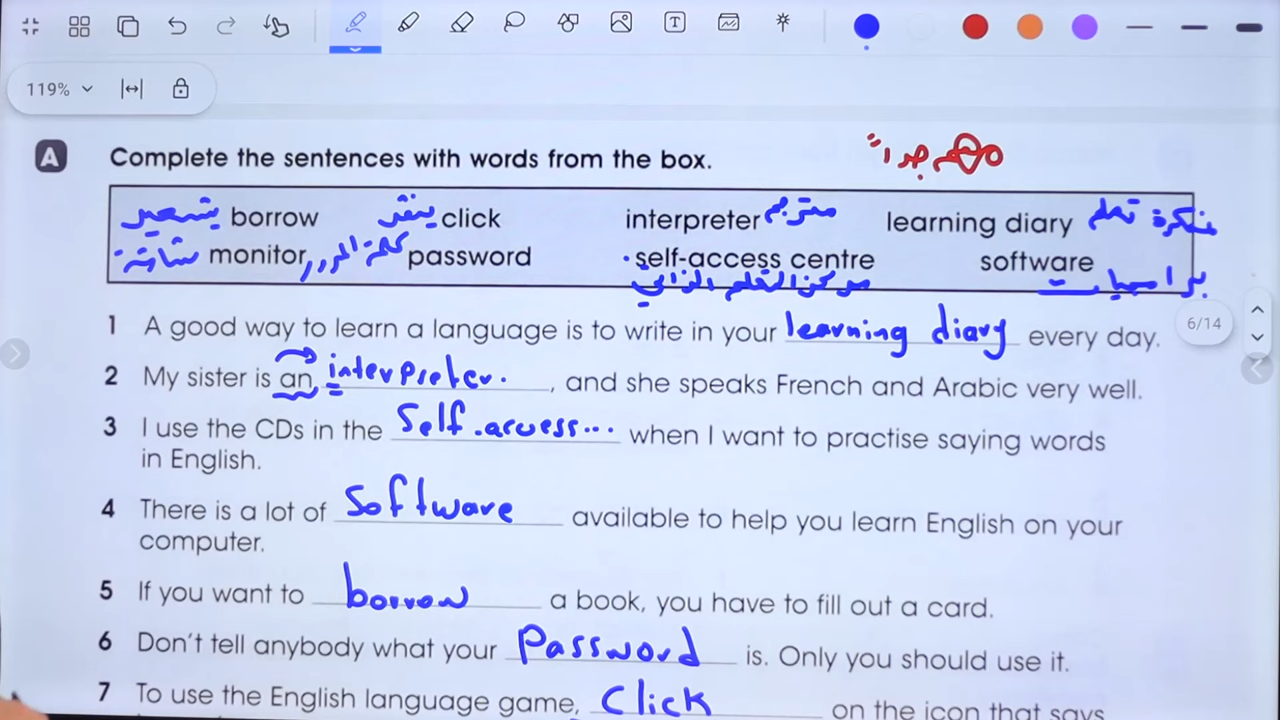 119%
A Complete the sentences with words from the box.
مهم جداً
يستعير borrow ينقر click interpreter مترجم learning diary مذكرة تعلم
شاشة monitor كلمة المرور password self-access centre software
مركز التعلم الذاتي برامجيات
6/14
1 A good way to learn a language is to write in your learning diary every day.
2 My sister is an interpreter. , and she speaks French and Arabic very well.
3 I use the CDs in the Self.access... when I want to practise saying words
in English.
4 There is a lot of software available to help you learn English on your
computer.
5 If you want to borrow a book, you have to fill out a card.
6 Don't tell anybody what your Password is. Only you should use it.
7 To use the English language game, Click on the icon that says